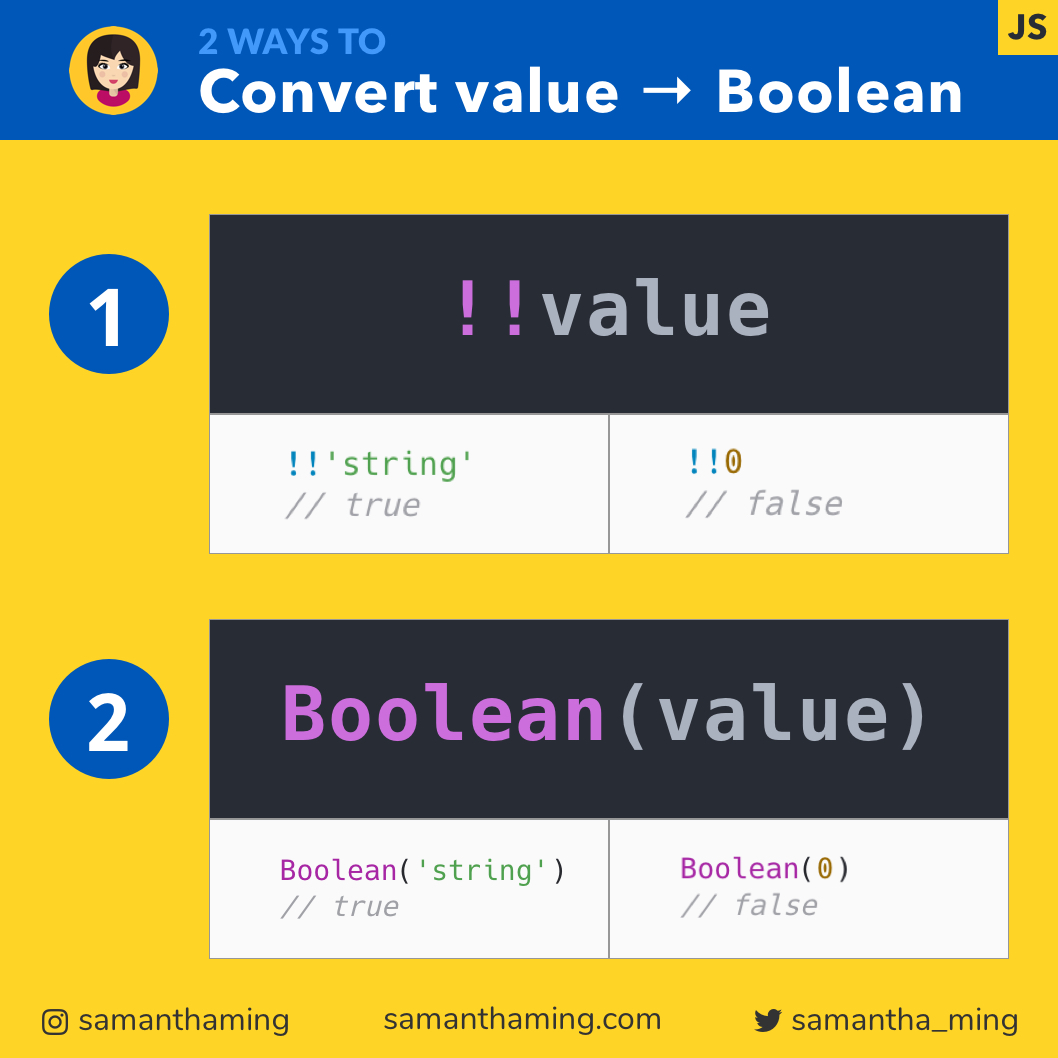 2 WAYS TO
JS
Convert value → Boolean
1
!!value
!!'string'
// true
!!0
// false
2
Boolean(value)
Boolean('string')
// true
Boolean(0)
// false
samanthaming
samanthaming.com
samantha_ming